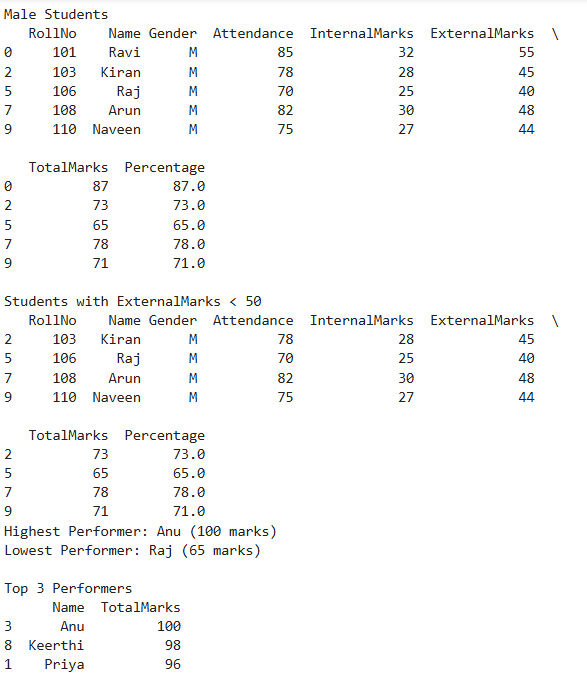 Male Students
   RollNo    Name Gender  Attendance  InternalMarks  ExternalMarks  \
0     101    Ravi      M          85             32             55
2     103   Kiran      M          78             28             45
5     106     Raj      M          70             25             40
7     108    Arun      M          82             30             48
9     110  Naveen      M          75             27             44

   TotalMarks  Percentage
0          87        87.0
2          73        73.0
5          65        65.0
7          78        78.0
9          71        71.0

Students with ExternalMarks < 50
   RollNo    Name Gender  Attendance  InternalMarks  ExternalMarks  \
2     103   Kiran      M          78             28             45
5     106     Raj      M          70             25             40
7     108    Arun      M          82             30             48
9     110  Naveen      M          75             27             44

   TotalMarks  Percentage
2          73        73.0
5          65        65.0
7          78        78.0
9          71        71.0
Highest Performer: Anu (100 marks)
Lowest Performer: Raj (65 marks)

Top 3 Performers
      Name  TotalMarks
3      Anu         100
8  Keerthi          98
1    Priya          96